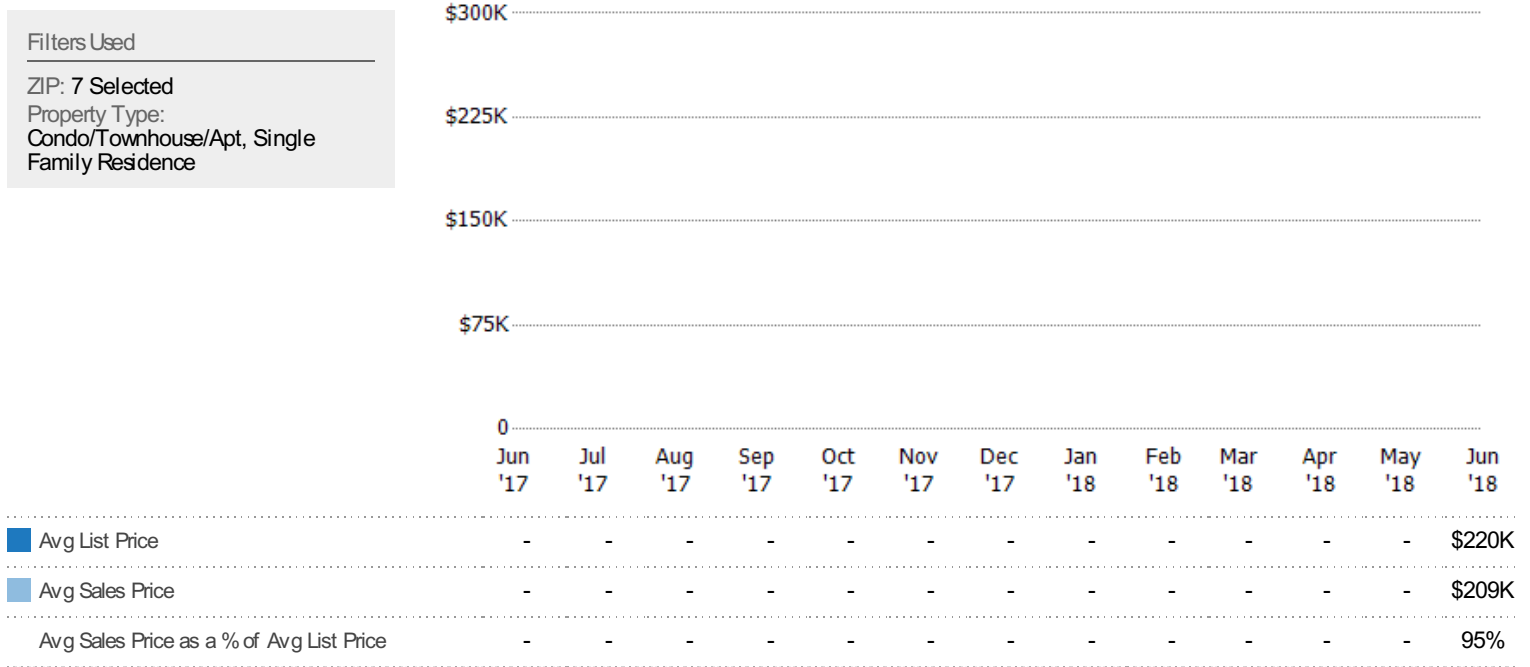 Filters Used
ZIP: 7 Selected
Property Type:
Condo/Townhouse/Apt, Single
Family Residence
$300K
$225K
$150K
$75K
0
Jun Jul Aug Sep Oct Nov Dec Jan Feb Mar Apr May Jun
'17 '17 '17 '17 '17 '17 '17 '18 '18 '18 '18 '18 '18
Avg List Price - - - - - - - - - - - - $220K
Avg Sales Price - - - - - - - - - - - - $209K
Avg Sales Price as a % of Avg List Price - - - - - - - - - - - - 95%